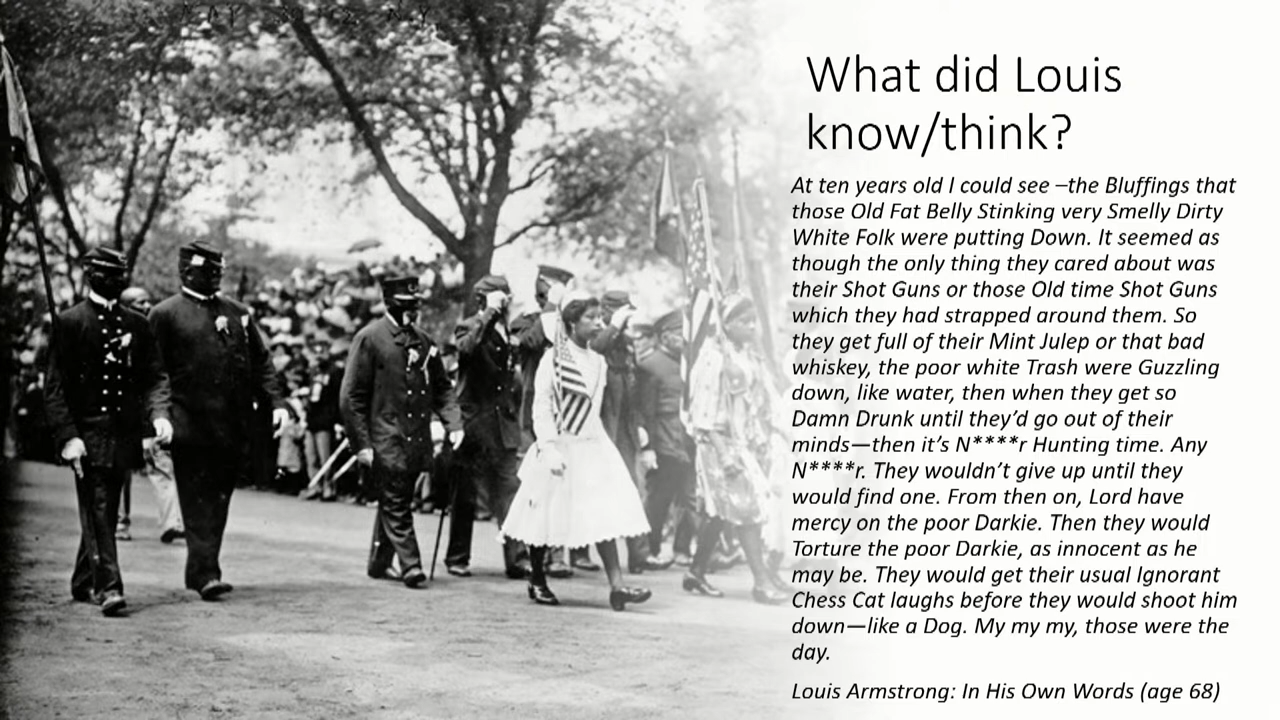 What did Louis
know/think?
At ten years old I could see –the Bluffings that
those Old Fat Belly Stinking very Smelly Dirty
White Folk were putting Down. It seemed as
though the only thing they cared about was
their Shot Guns or those Old time Shot Guns
which they had strapped around them. So
they get full of their Mint Julep or that bad
whiskey, the poor white Trash were Guzzling
down, like water, then when they get so
Damn Drunk until they’d go out of their
minds—then it’s N****r Hunting time. Any
N****r. They wouldn’t give up until they
would find one. From then on, Lord have
mercy on the poor Darkie. Then they would
Torture the poor Darkie, as innocent as he
may be. They would get their usual Ignorant
Chess Cat laughs before they would shoot him
down—like a Dog. My my my, those were the
day.
Louis Armstrong: In His Own Words (age 68)